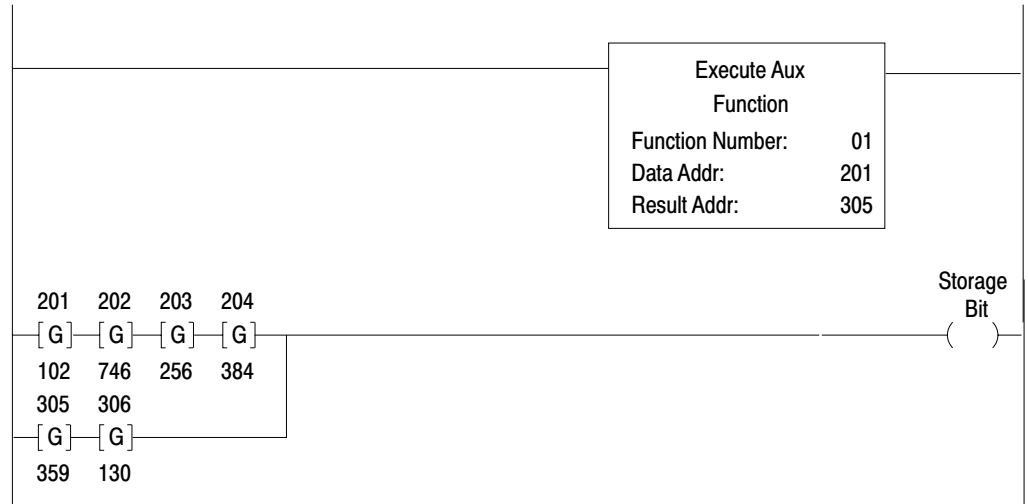 Execute Aux
Function
Function Number: 01
Data Addr: 201
Result Addr: 305
Storage
Bit
201 202 203 204
[G] [G] [G] [G] ( )
102 746 256 384
305 306
[G] [G]
359 130